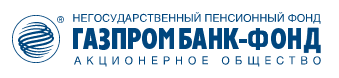 НЕГОСУДАРСТВЕННЫЙ ПЕНСИОННЫЙ ФОНД
ГАЗПРОМБАНК-ФОНД
АКЦИОНЕРНОЕ ОБЩЕСТВО